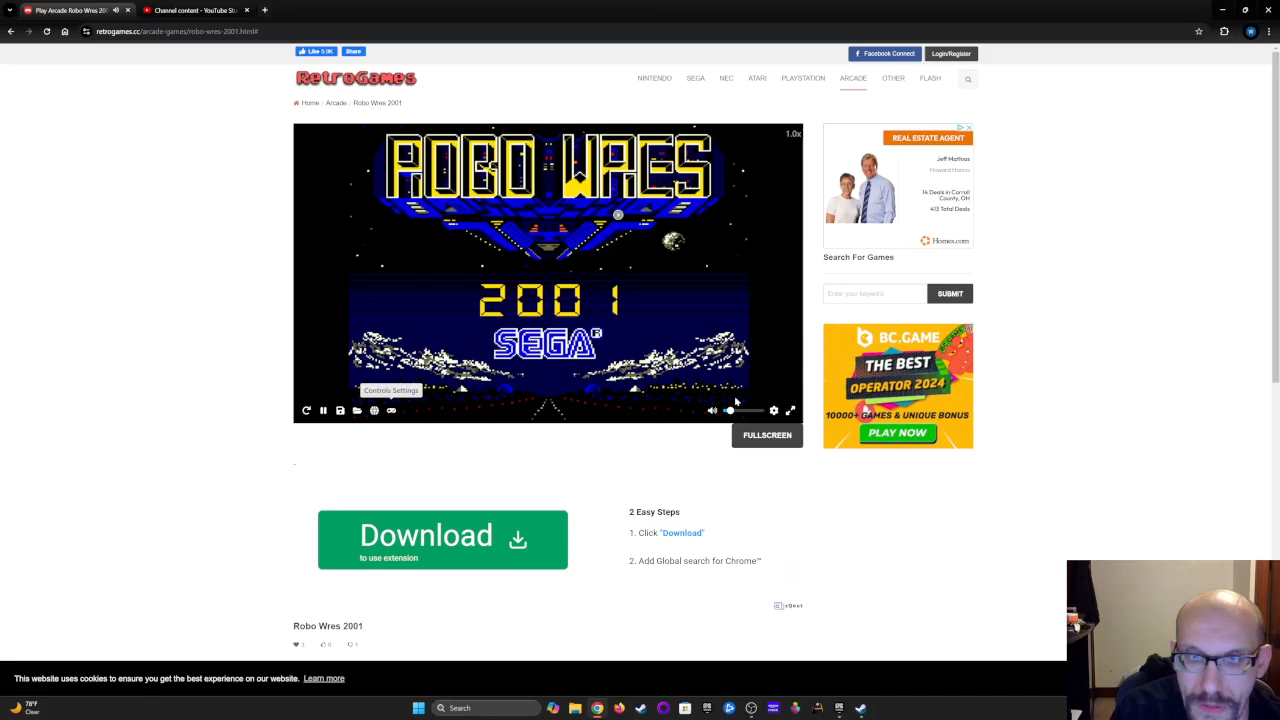 Play Arcade Robo Wres 200
Channel content - YouTube Stu
retrogames.cc/arcade-games/robo-wres-2001.html#
Like 5.9K
Share
Facebook Connect
Login/Register
RetroGames
NINTENDO
SEGA
NEC
ATARI
PLAYSTATION
ARCADE
OTHER
FLASH
Home / Arcade / Robo Wres 2001
1.0x
ROBO WRES
2001
SEGA®
Controls Settings
FULLSCREEN
REAL ESTATE AGENT
Jeff Mathias
Howard Hanna
14 Deals in Carroll
County, OH
413 Total Deals
Homes.com
Search For Games
Enter your keyword
SUBMIT
BC.GAME
THE BEST
OPERATOR 2024
10000+ GAMES & UNIQUE BONUS
PLAY NOW
Download
to use extension
2 Easy Steps
1. Click "Download"
2. Add Global search for Chrome™
Robo Wres 2001
This website uses cookies to ensure you get the best experience on our website. Learn more
78°F
Clear
Search